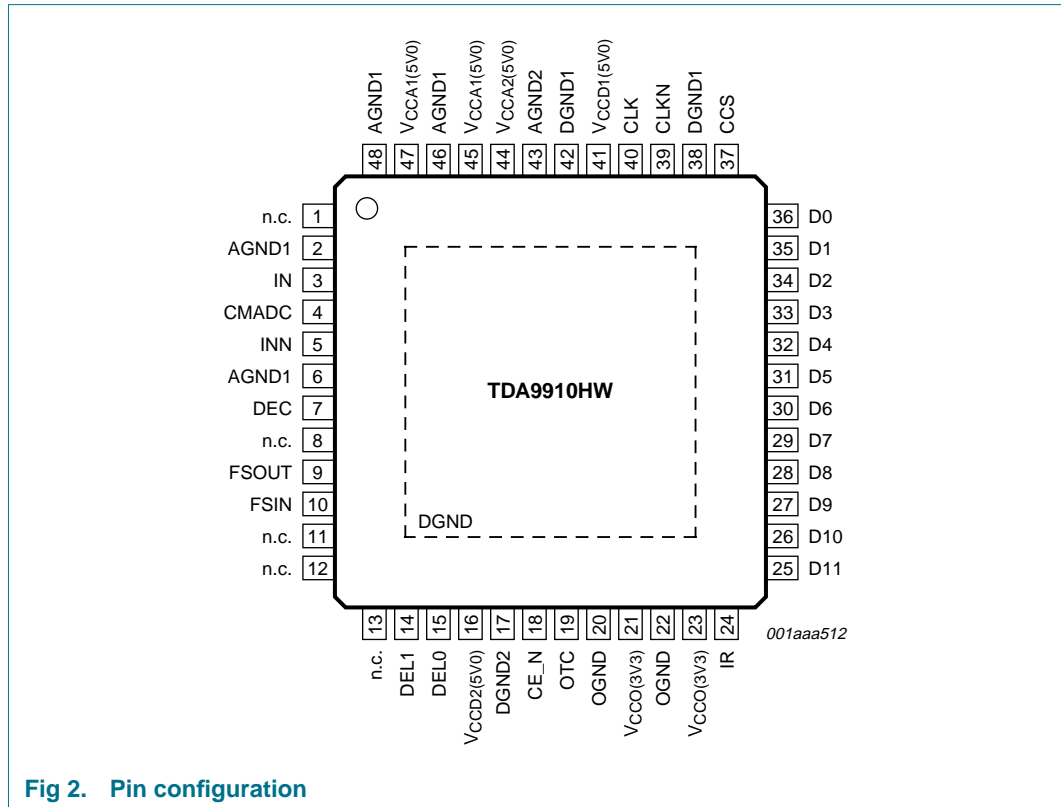 AGND1
VCCA1(5V0)
AGND1
VCCA1(5V0)
VCCA2(5V0)
AGND2
DGND1
VCCD1(5V0)
CLK
CLKN
DGND1
CCS
48 47 46 45 44 43 42 41 40 39 38 37
n.c. 1 36 D0
AGND1 2 35 D1
IN 3 34 D2
CMADC 4 33 D3
INN 5 32 D4
AGND1 6 31 D5
TDA9910HW
DEC 7 30 D6
n.c. 8 29 D7
FSOUT 9 28 D8
FSIN 10 27 D9
DGND
n.c. 11 26 D10
n.c. 12 25 D11
13 14 15 16 17 18 19 20 21 22 23 24
001aaa512
n.c.
DEL1
DEL0
VCCD2(5V0)
DGND2
CE_N
OTC
OGND
VCCO(3V3)
OGND
VCCO(3V3)
IR
Fig 2. Pin configuration